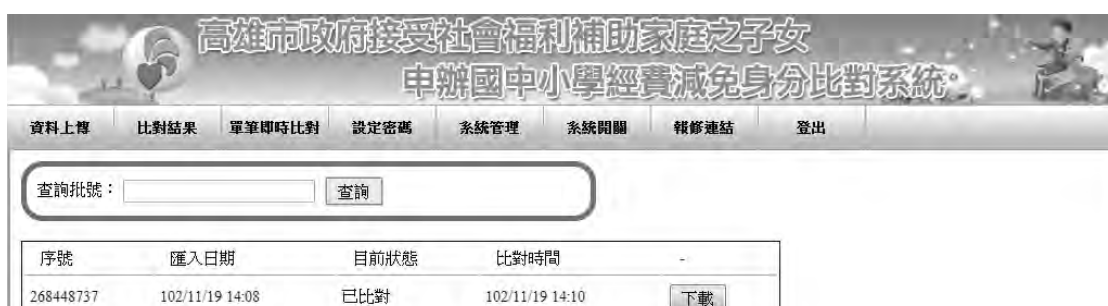 高雄市政府接受社會福利補助家庭之子女
申辦國中小學經費減免身分比對系統
資料上傳 比對結果 單筆即時比對 設定密碼 系統管理 系統開關 報修連結 登出
查詢批號： 查詢
序號 匯入日期 目前狀態 比對時間 -
268448737 102/11/19 14:08 已比對 102/11/19 14:10 下載